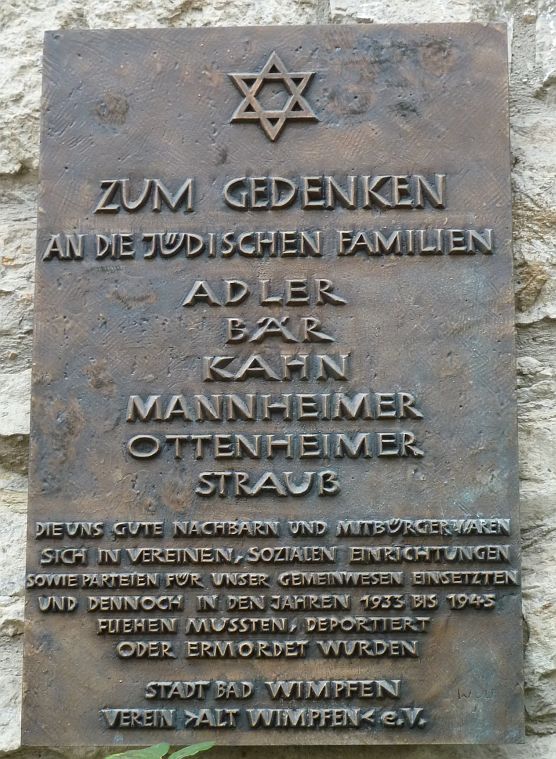 ZUM GEDENKEN
AN DIE JÜDISCHEN FAMILIEN
ADLER
BÄR
KAHN
MANNHEIMER
OTTENHEIMER
STRAUß
DIE UNS GUTE NACHBARN UND MITBÜRGER WAREN
SICH IN VEREINEN, SOZIALEN EINRICHTUNGEN
SOWIE PARTEIEN FÜR UNSER GEMEINWESEN EINSETZTEN
UND DENNOCH IN DEN JAHREN 1933 BIS 1945
FLIEHEN MUSSTEN, DEPORTIERT
ODER ERMORDET WURDEN.
STADT BAD WIMPFEN
VEREIN >ALT WIMPFEN< e.V.